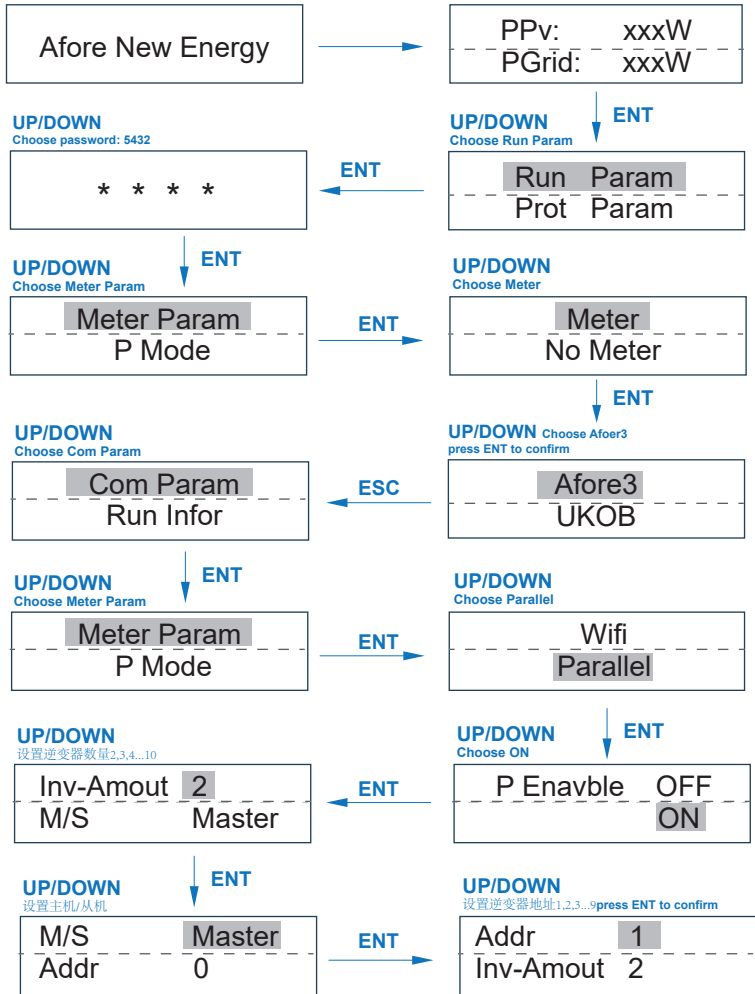 Afore New Energy
PPv: xxxW
PGrid: xxxW
ENT
UP/DOWN
Choose Run Param
Run Param
Prot Param
ENT
UP/DOWN
Choose password: 5432
* * * *
ENT
UP/DOWN
Choose Meter Param
Meter Param
P Mode
ENT
UP/DOWN
Choose Meter
Meter
No Meter
ENT
UP/DOWN Choose Afoer3
press ENT to confirm
Afore3
UKOB
ESC
UP/DOWN
Choose Com Param
Com Param
Run Infor
ENT
UP/DOWN
Choose Meter Param
Meter Param
P Mode
ENT
UP/DOWN
Choose Parallel
Wifi
Parallel
ENT
UP/DOWN
Choose ON
P Enavble OFF
ON
ENT
UP/DOWN
设置逆变器数量2,3,4...10
Inv-Amout 2
M/S Master
ENT
UP/DOWN
设置主机/从机
M/S Master
Addr 0
ENT
UP/DOWN
设置逆变器地址1,2,3...9press ENT to confirm
Addr 1
Inv-Amout 2